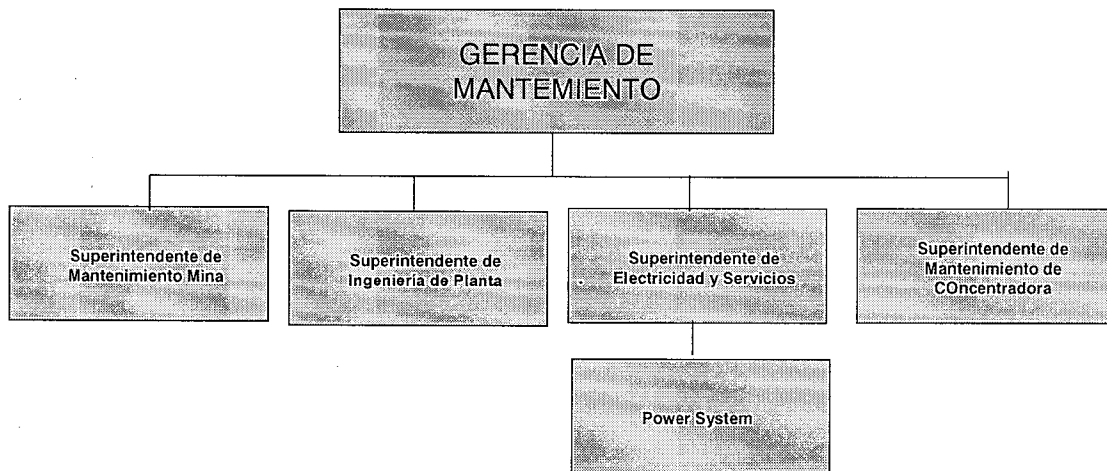 GERENCIA DE
MANTEMIENTO
Superintendente de
Mantenimiento Mina
Superintendente de
Ingeniería de Planta
Superintendente de
Electricidad y Servicios
Superintendente de
Mantenimiento de
COncentradora
Power System